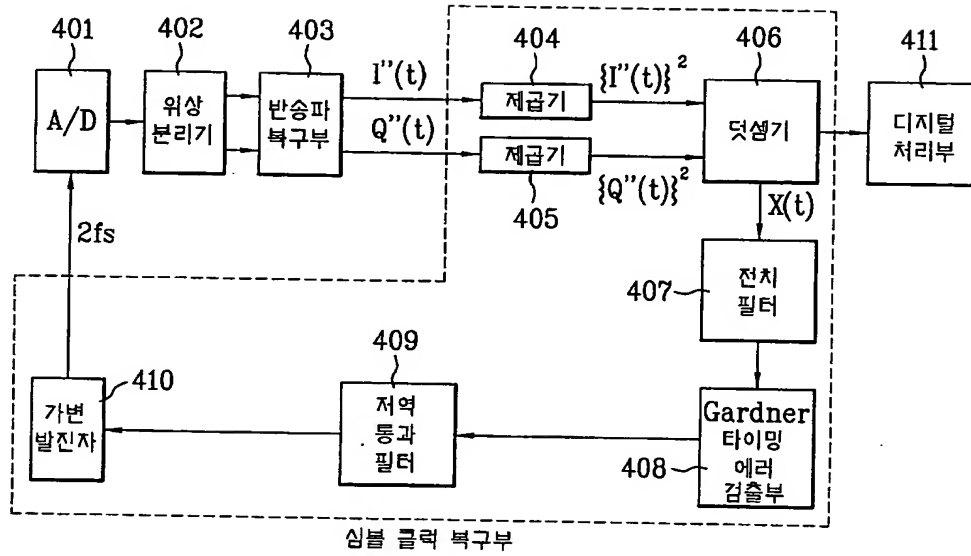 401
402
403
404
406
411
I''(t)
{I''(t)}²
A/D
위상
분리기
반송파
복구부
제곱기
덧셈기
디지털
처리부
Q''(t)
제곱기
{Q''(t)}²
405
X(t)
2fs
407
전치
필터
409
410
가변
발진자
저역
통과
필터
Gardner
타이밍
에러
검출부
408
심볼 클럭 복구부